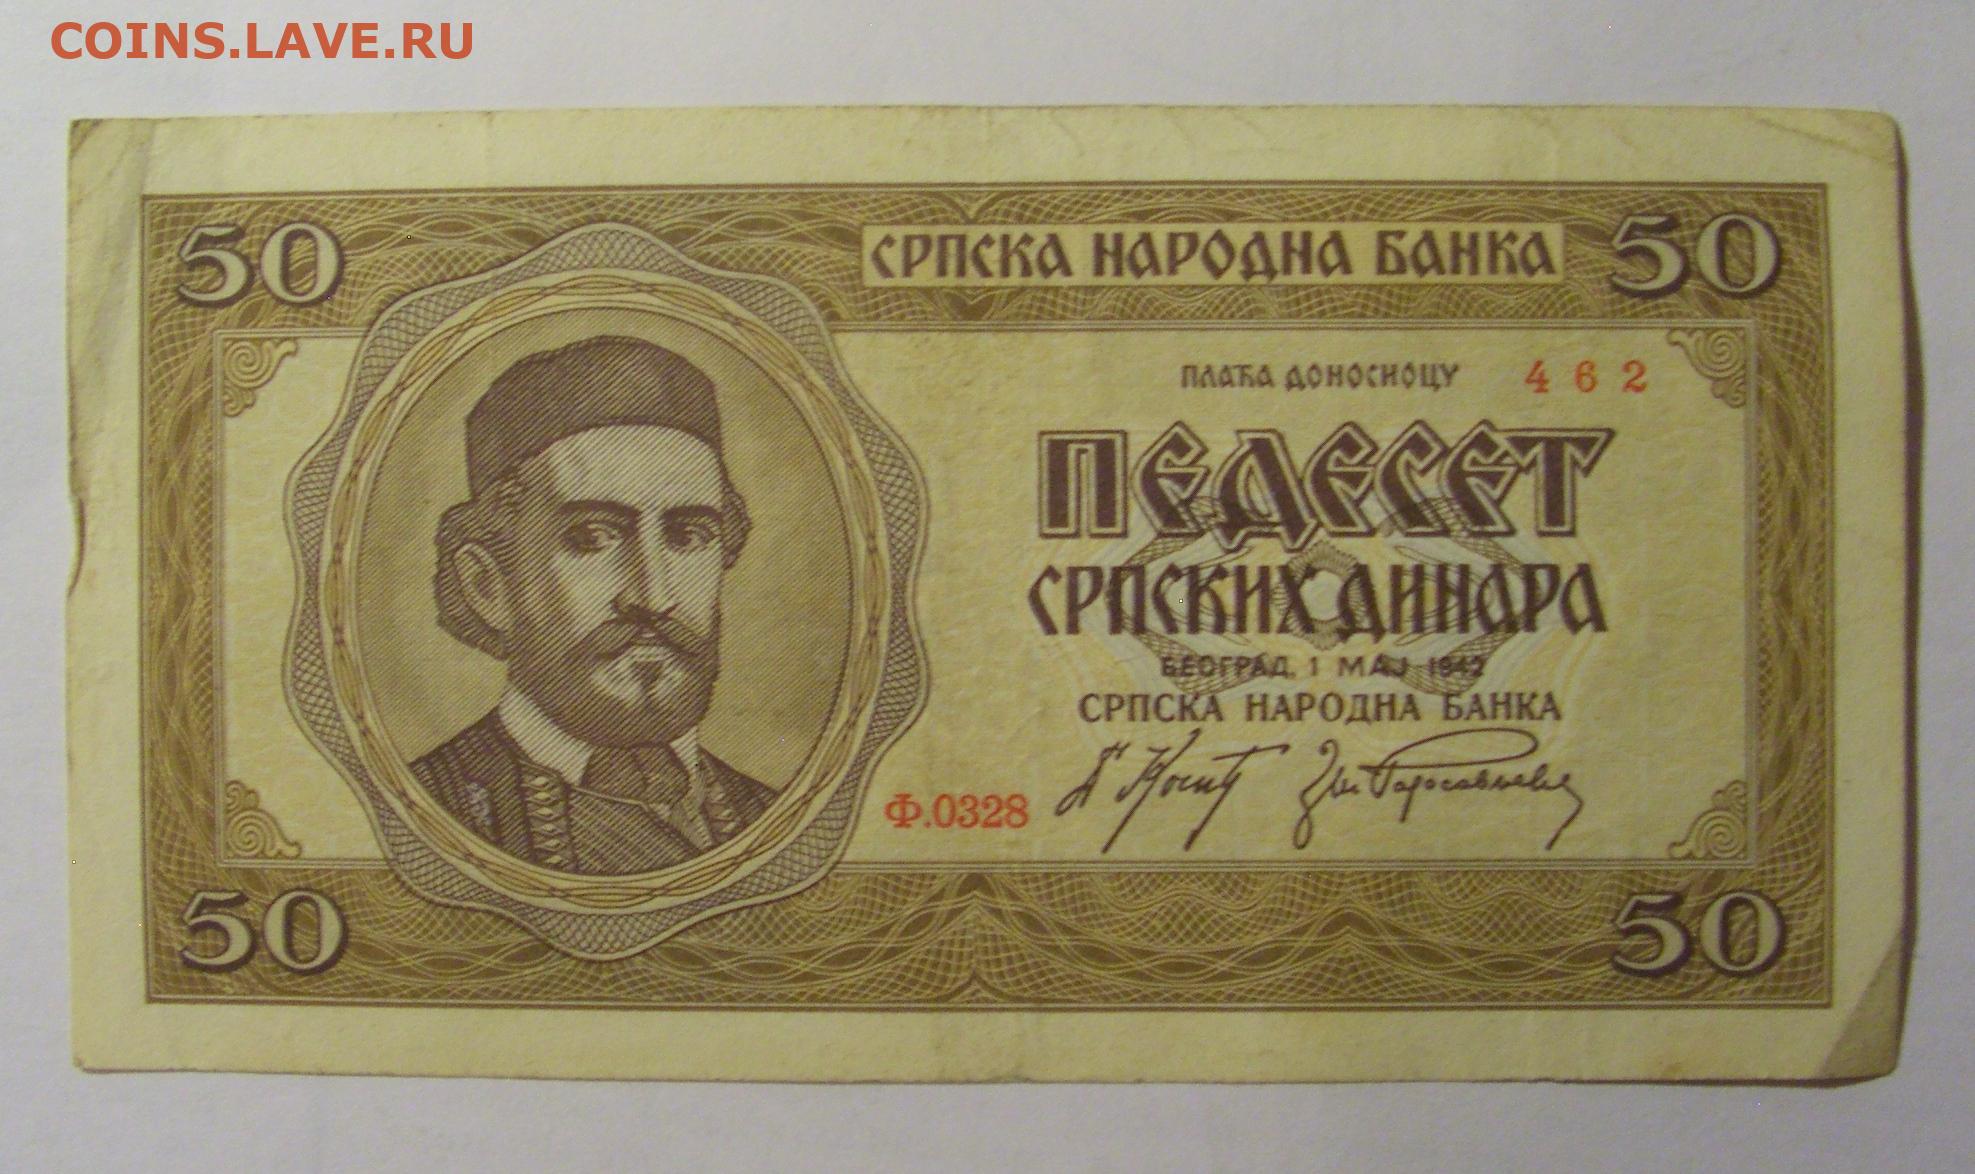 COINS.LAVE.RU
50 СРПСКА НАРОДНА БАНКА 50
ПЛАЋА ДОНОСИОЦУ 462
ПЕДЕСЕТ
СРПСКИХ ДИНАРА
БЕОГРАД, 1 МАЈ 1942
СРПСКА НАРОДНА БАНКА
Ф.0328
50 50